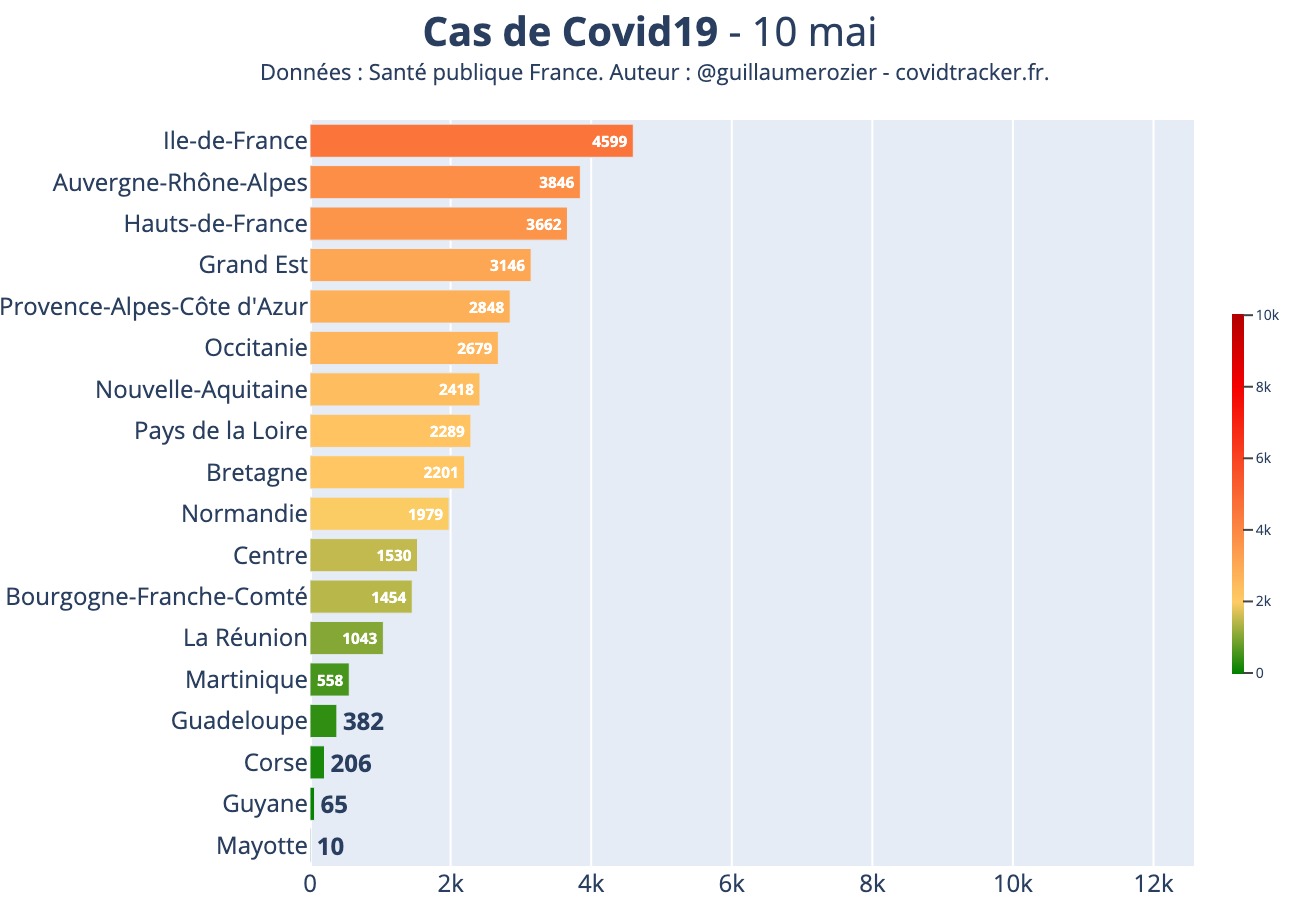 Cas de Covid19 - 10 mai
Données : Santé publique France. Auteur : @guillaumerozier - covidtracker.fr.
Ile-de-France 4599
Auvergne-Rhône-Alpes 3846
Hauts-de-France 3662
Grand Est 3146
Provence-Alpes-Côte d'Azur 2848
Occitanie 2679
Nouvelle-Aquitaine 2418
Pays de la Loire 2289
Bretagne 2201
Normandie 1979
Centre 1530
Bourgogne-Franche-Comté 1454
La Réunion 1043
Martinique 558
Guadeloupe 382
Corse 206
Guyane 65
Mayotte 10
0 2k 4k 6k 8k 10k 12k
10k
8k
6k
4k
2k
0